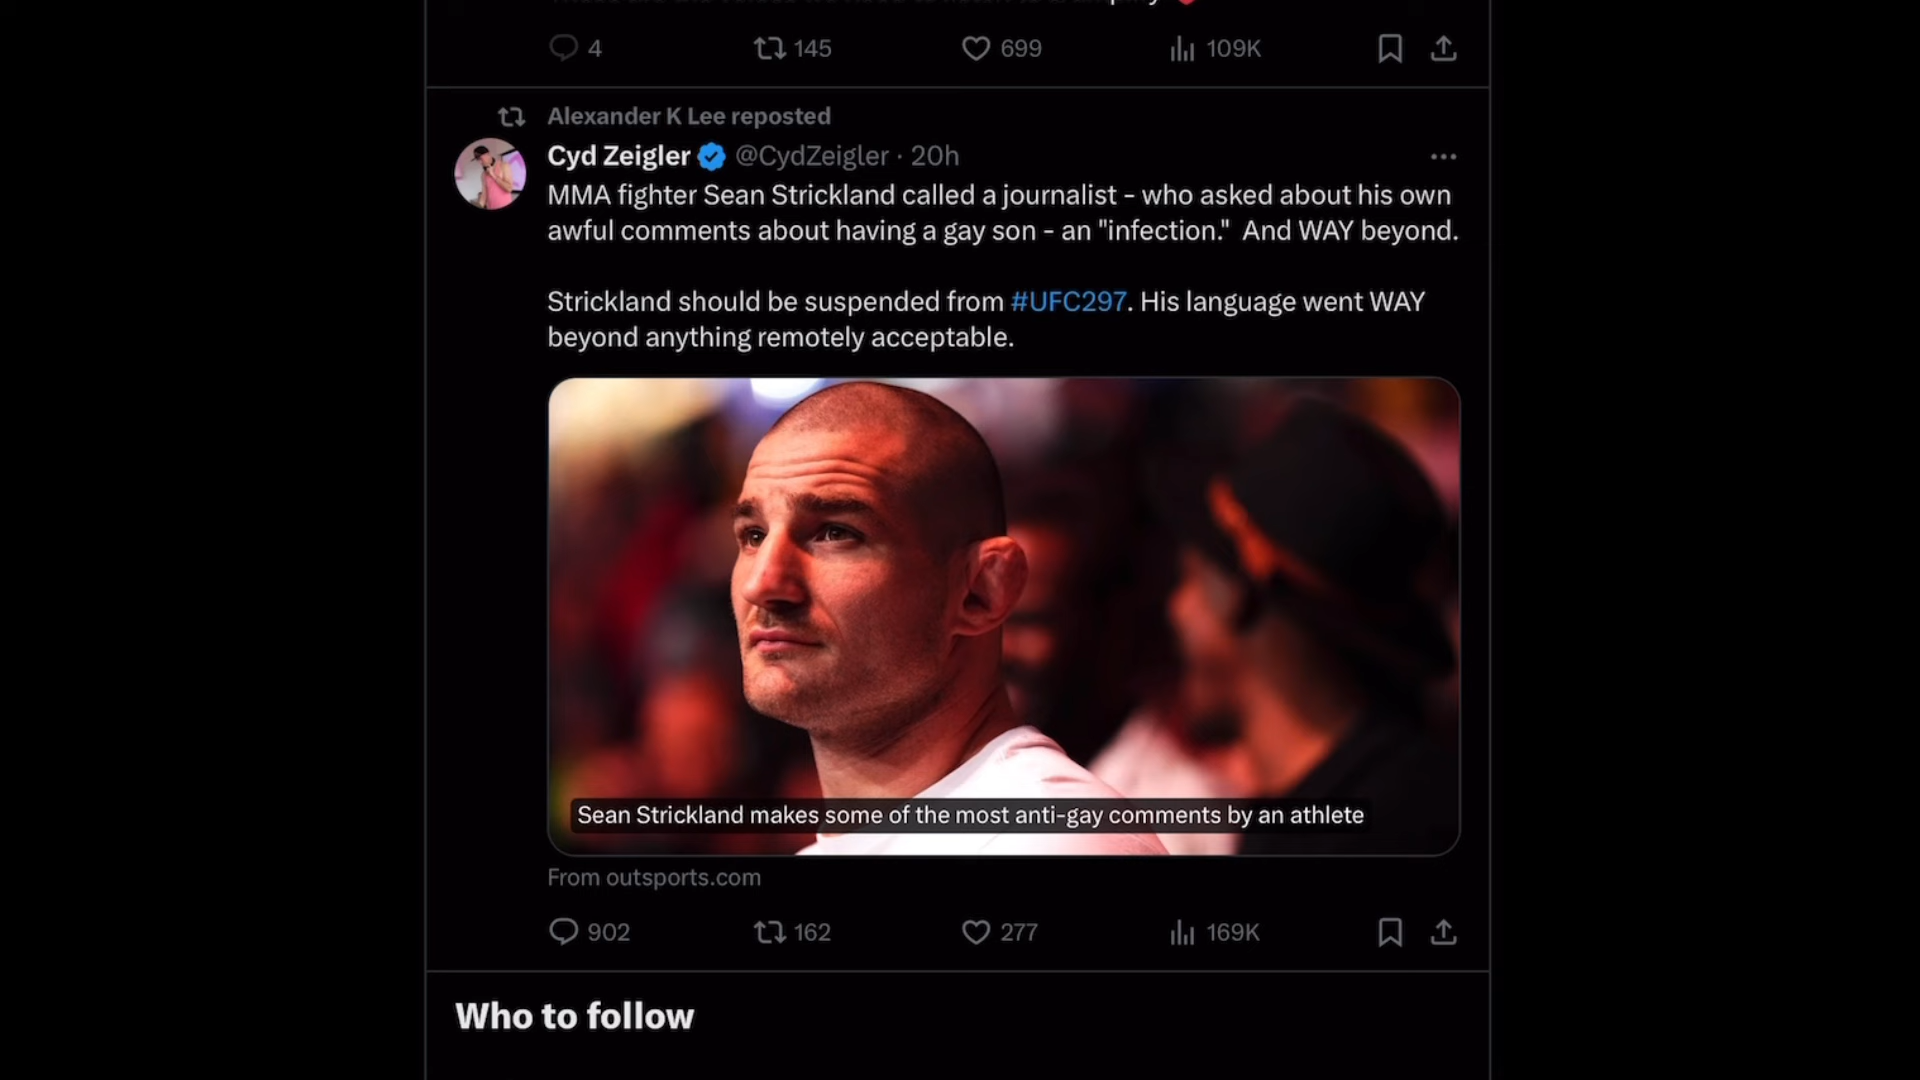 4 145 699 109K
Alexander K Lee reposted
Cyd Zeigler @CydZeigler · 20h
MMA fighter Sean Strickland called a journalist - who asked about his own
awful comments about having a gay son - an "infection." And WAY beyond.
Strickland should be suspended from #UFC297. His language went WAY
beyond anything remotely acceptable.
Sean Strickland makes some of the most anti-gay comments by an athlete
From outsports.com
902 162 277 169K
Who to follow